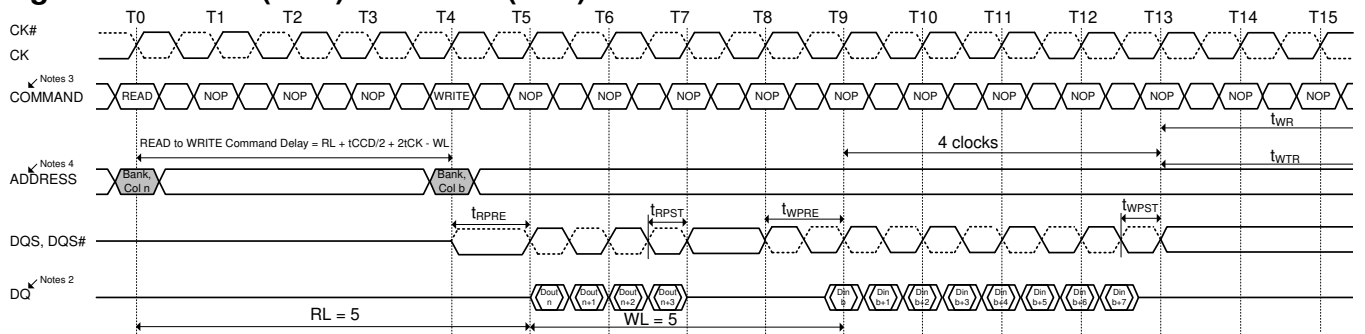 T0 T1 T2 T3 T4 T5 T6 T7 T8 T9 T10 T11 T12 T13 T14 T15
CK#
CK
Notes 3
COMMAND READ NOP NOP NOP WRITE NOP NOP NOP NOP NOP NOP NOP NOP NOP NOP NOP
tWR
READ to WRITE Command Delay = RL + tCCD/2 + 2tCK - WL
4 clocks
tWTR
Notes 4
ADDRESS
Bank, Col n
Bank, Col b
tRPRE tRPST tWPRE tWPST
DQS, DQS#
Notes 2
DQ
Dout n
Dout n+1
Dout n+2
Dout n+3
Din b
Din b+1
Din b+2
Din b+3
Din b+4
Din b+5
Din b+6
Din b+7
RL = 5
WL = 5